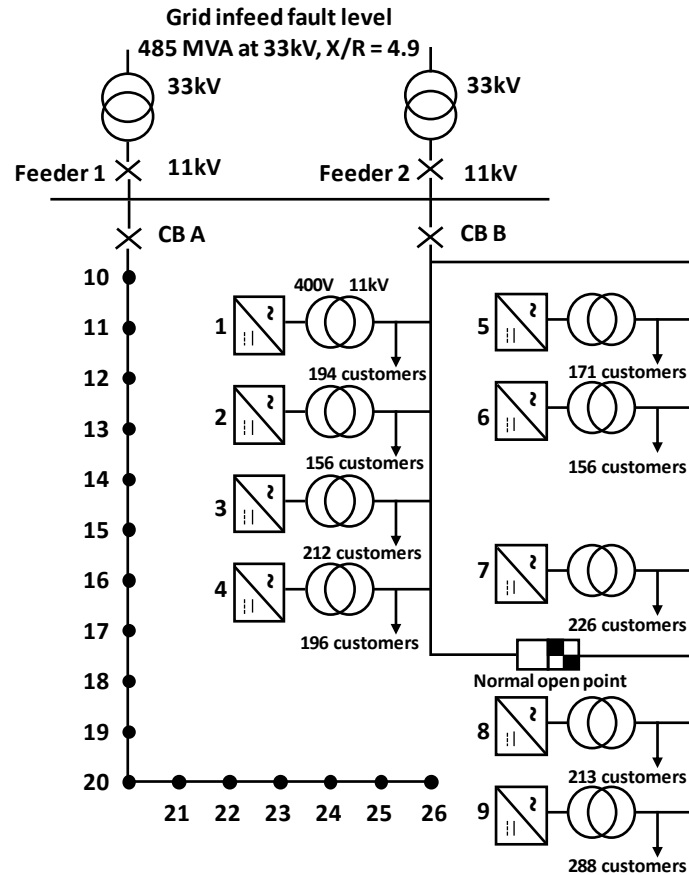 Grid infeed fault level
485 MVA at 33kV, X/R = 4.9
33kV
33kV
Feeder 1
11kV
Feeder 2
11kV
CB A
CB B
10
11
12
13
14
15
16
17
18
19
20
21
22
23
24
25
26
400V
11kV
1
194 customers
2
156 customers
3
212 customers
4
196 customers
5
171 customers
6
156 customers
7
226 customers
Normal open point
8
213 customers
9
288 customers